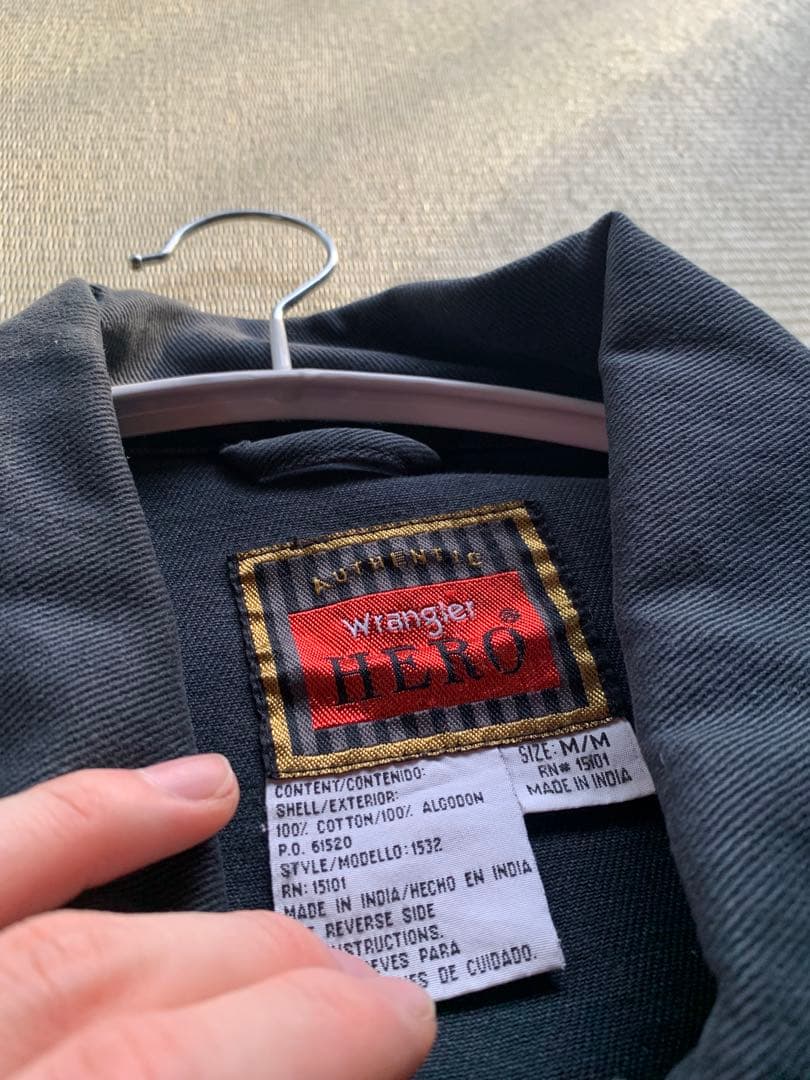 AUTHENTIC
Wrangler®
HERO
SIZE: M/M
RN# 15101
MADE IN INDIA
CONTENT/CONTENIDO:
SHELL/EXTERIOR:
100% COTTON/100% ALGODON
P.O. 61520
STYLE/MODELLO: 1532
RN: 15101
MADE IN INDIA/HECHO EN INDIA
REVERSE SIDE
DE CUIDADO.
PARA